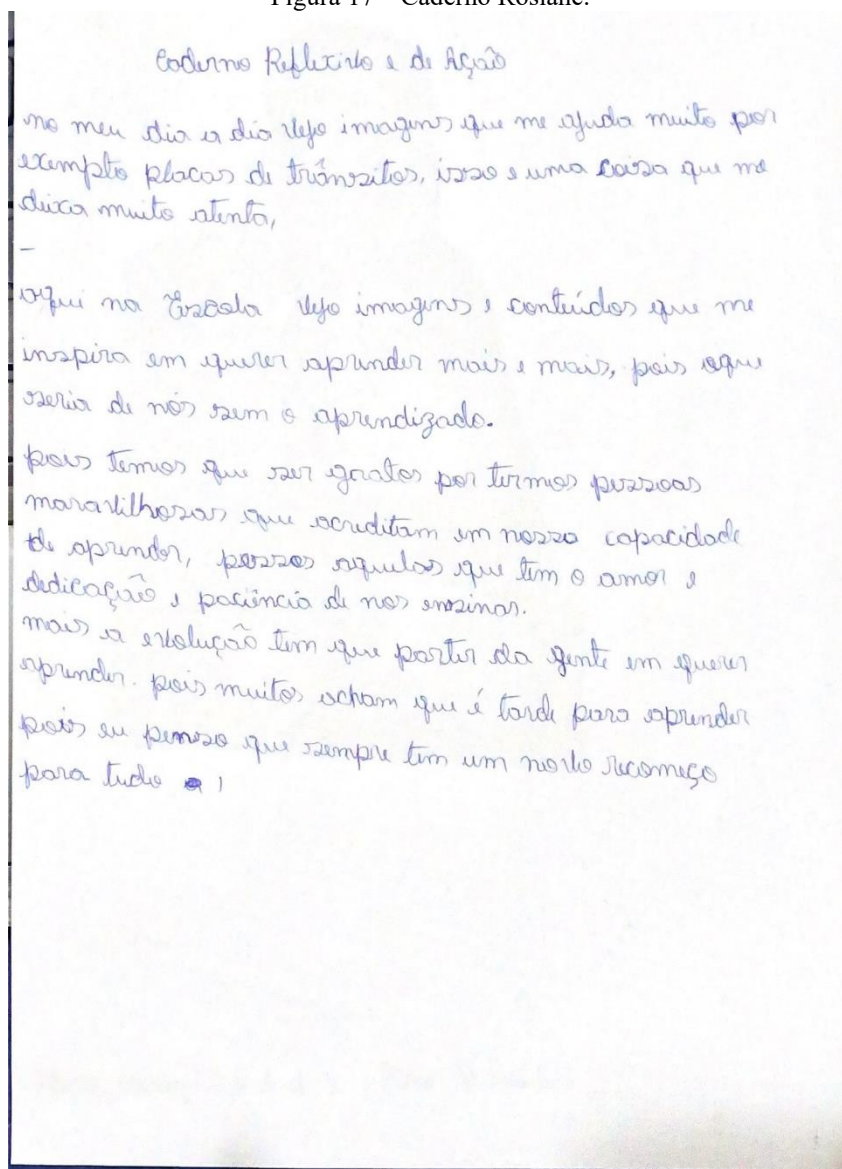 Figura 17 – Caderno Rosiane.
Caderno Reflexivo e de Ação
no meu dia a dia vejo imagens que me ajuda muito por
exemplo placas de trânsitos, isso e uma coisa que me
deixa muito atenta,
–
aqui na Escola vejo imagens e conteúdos que me
inspira em querer aprender mais e mais, pois oque
seria de nós sem o aprendizado.
pois temos que ser gratos por termos pessoas
maravilhosas que acreditam em nossa capacidade
de aprender, pessoas aquelas que tem o amor e
dedicação e paciência de nos ensinar.
mais a evolução tem que partir da gente em querer
aprender. pois muitos acham que é tarde para aprender
pois eu penso que sempre tem um novo recomeço
para tudo